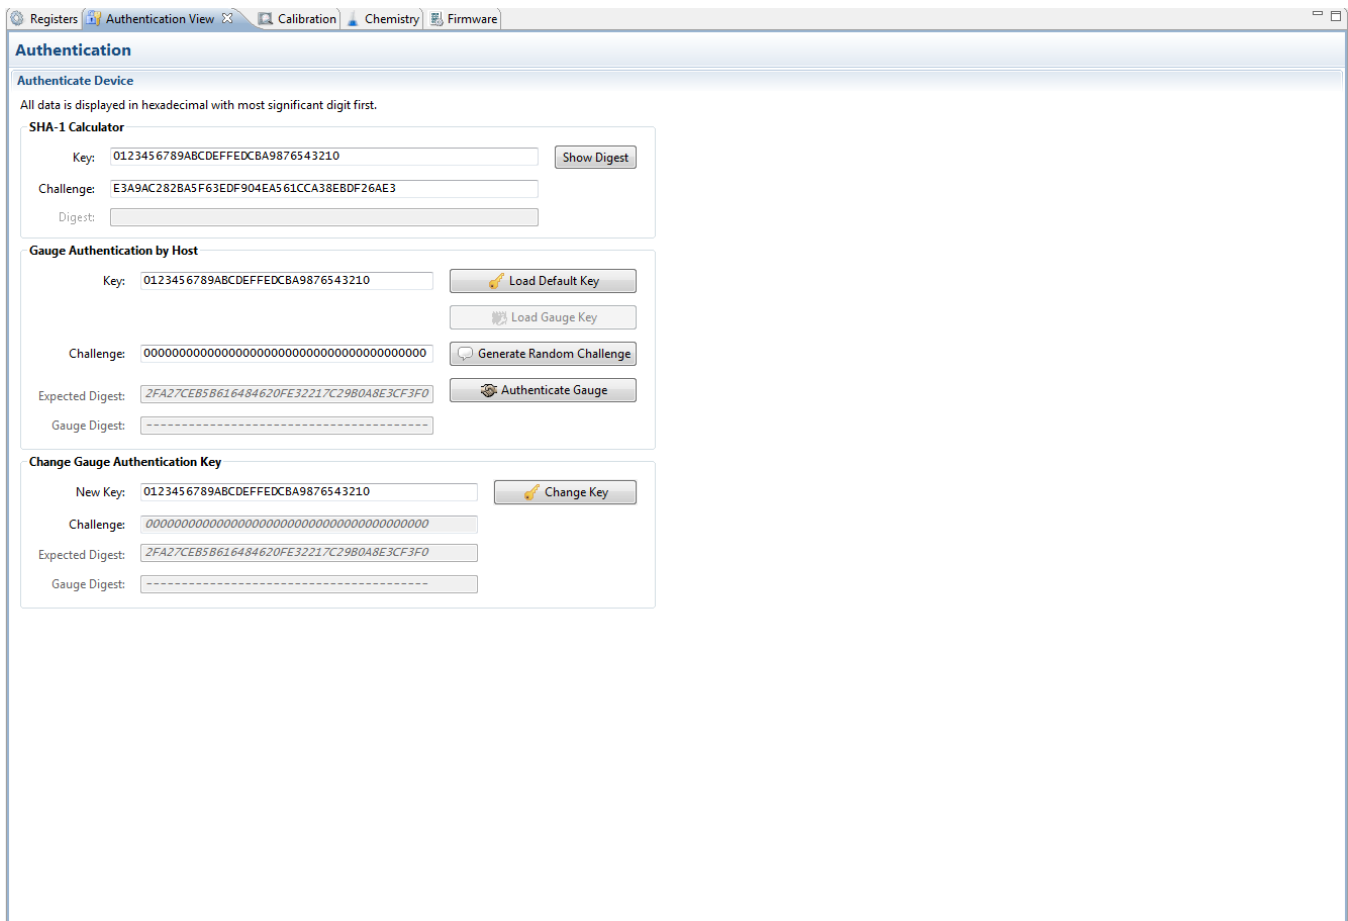 Registers Authentication View Calibration Chemistry Firmware
Authentication
Authenticate Device
All data is displayed in hexadecimal with most significant digit first.
SHA-1 Calculator
Key: 0123456789ABCDEFFEDCBA9876543210 Show Digest
Challenge: E3A9AC282BA5F63EDF904EA561CCA38EBDF26AE3
Digest:
Gauge Authentication by Host
Key: 0123456789ABCDEFFEDCBA9876543210 Load Default Key
Load Gauge Key
Challenge: 0000000000000000000000000000000000000000 Generate Random Challenge
Expected Digest: 2FA27CEB5B616484620FE32217C29B0A8E3CF3F0 Authenticate Gauge
Gauge Digest: ----------------------------------------
Change Gauge Authentication Key
New Key: 0123456789ABCDEFFEDCBA9876543210 Change Key
Challenge: 0000000000000000000000000000000000000000
Expected Digest: 2FA27CEB5B616484620FE32217C29B0A8E3CF3F0
Gauge Digest: ----------------------------------------